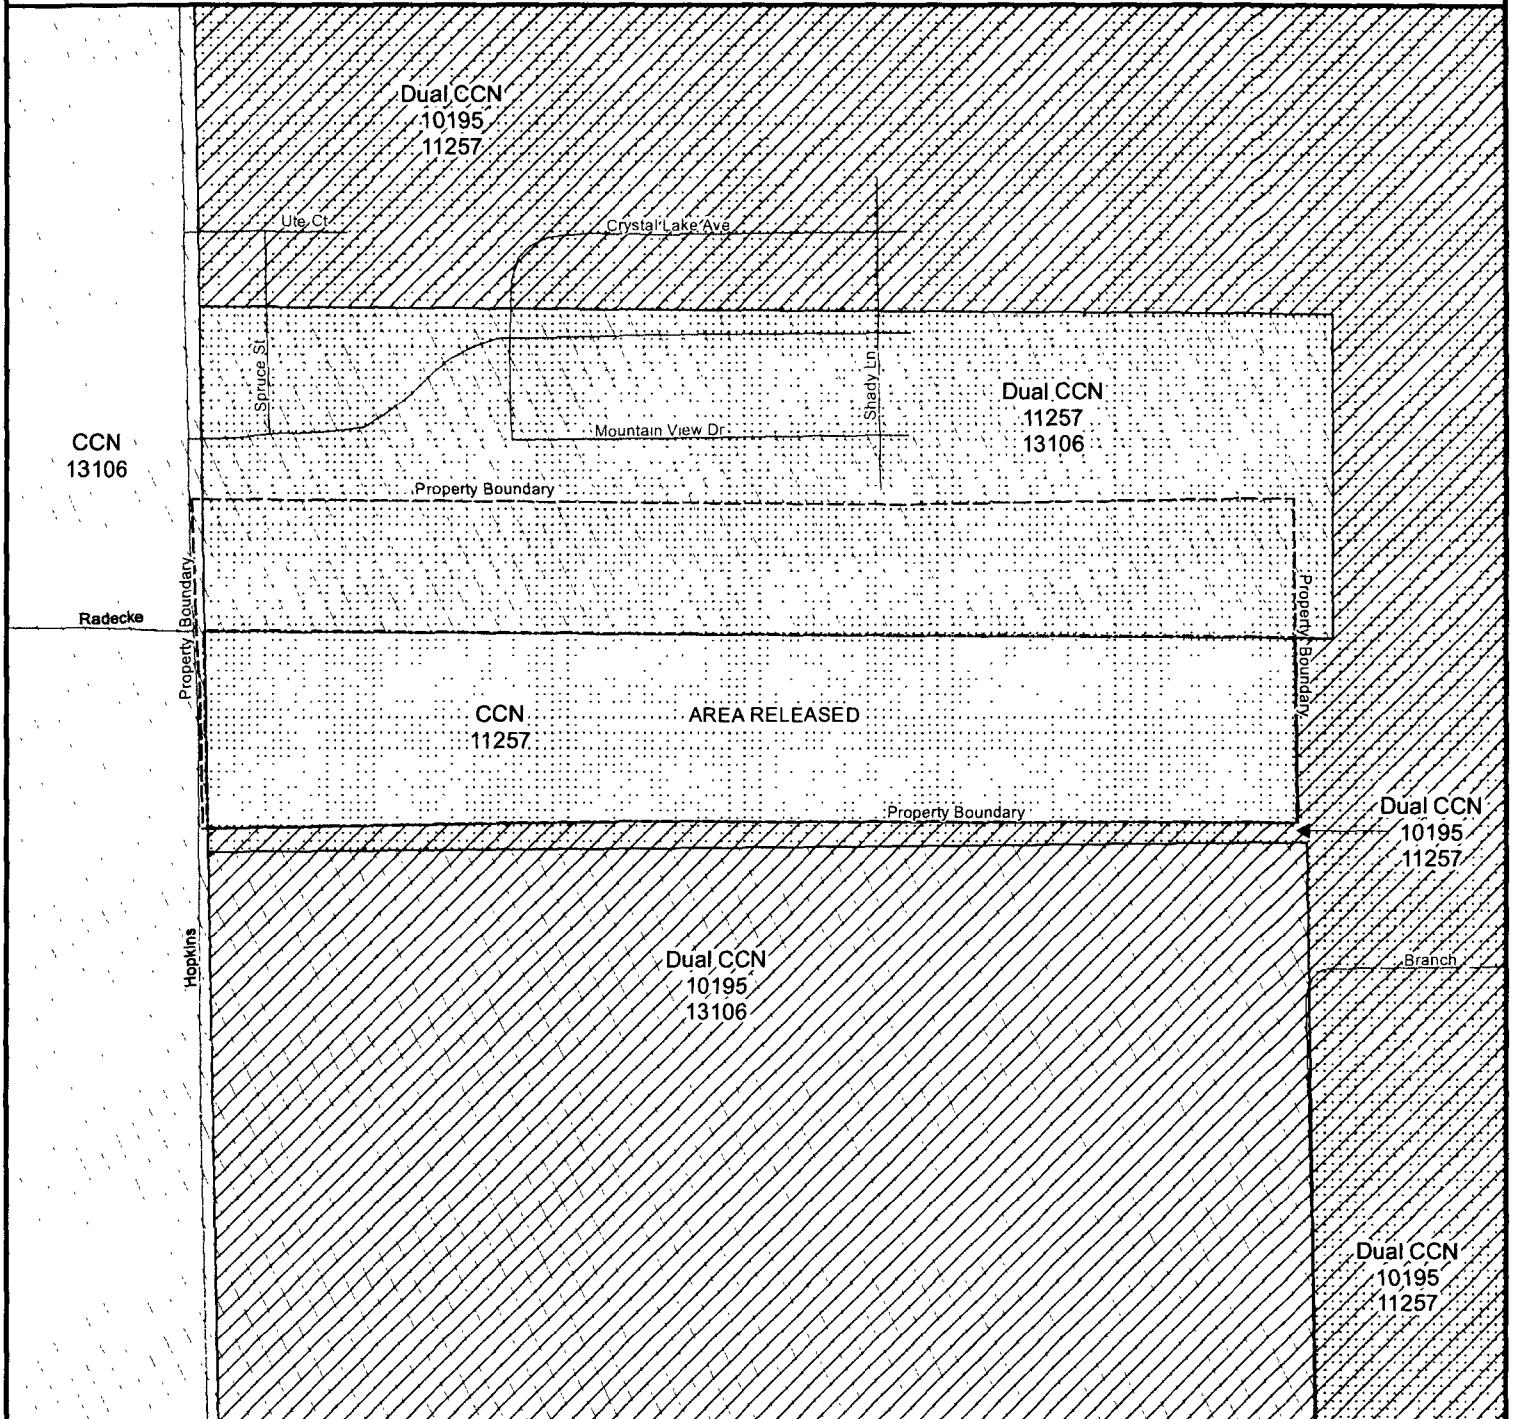 Dual CCN
10195
11257
Ute Ct
Crystal Lake Ave
Spruce St
Shady Ln
Dual CCN
11257
13106
Mountain View Dr
CCN
13106
Property Boundary
Property Boundary
Property Boundary
Radecke
CCN
11257
AREA RELEASED
Property Boundary
Dual CCN
10195
11257
Hopkins
Dual CCN
10195
13106
Branch
Dual CCN
10195
11257